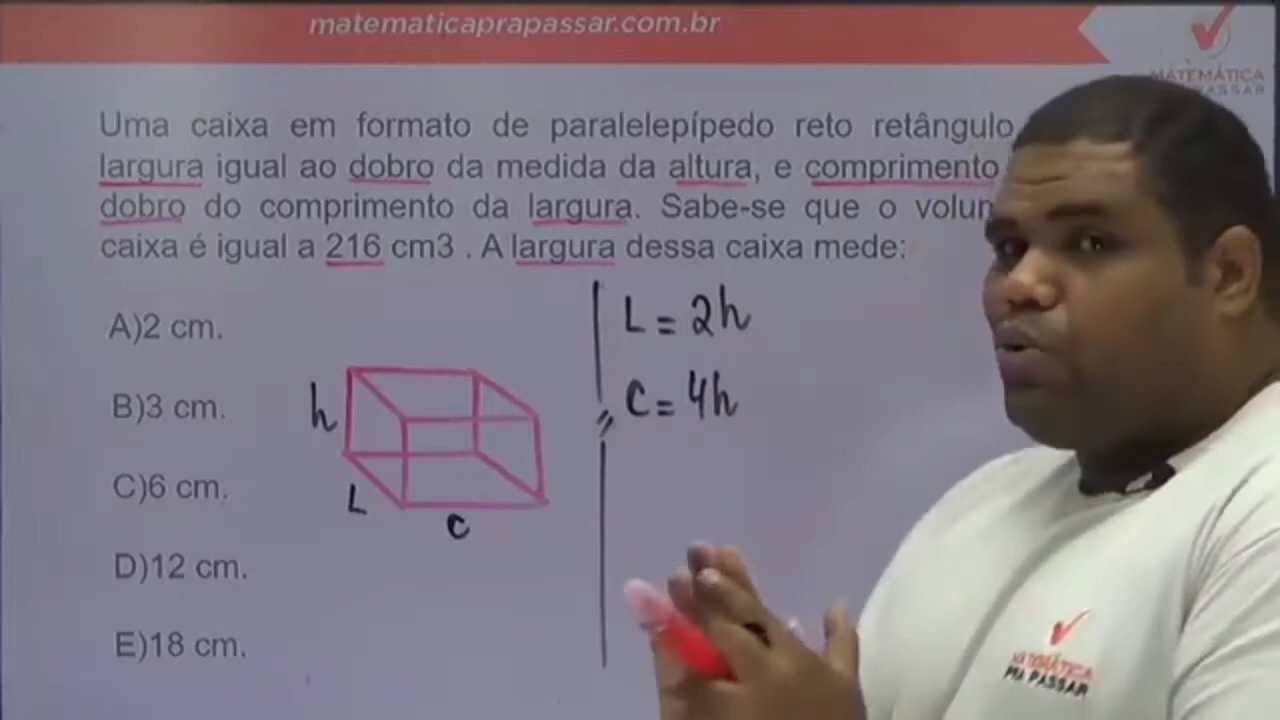 matematicaprapassar.com.br
MATEMÁTICA
Uma caixa em formato de paralelepípedo reto retângulo
largura igual ao dobro da medida da altura, e comprimento
dobro do comprimento da largura. Sabe-se que o
caixa é igual a 216 cm3 . A largura dessa caixa mede:
A)2 cm.
B)3 cm.
C)6 cm.
D)12 cm.
E)18 cm.
h
L
C
L = 2h
C = 4h
MATEMÁTICA
PRA PASSAR